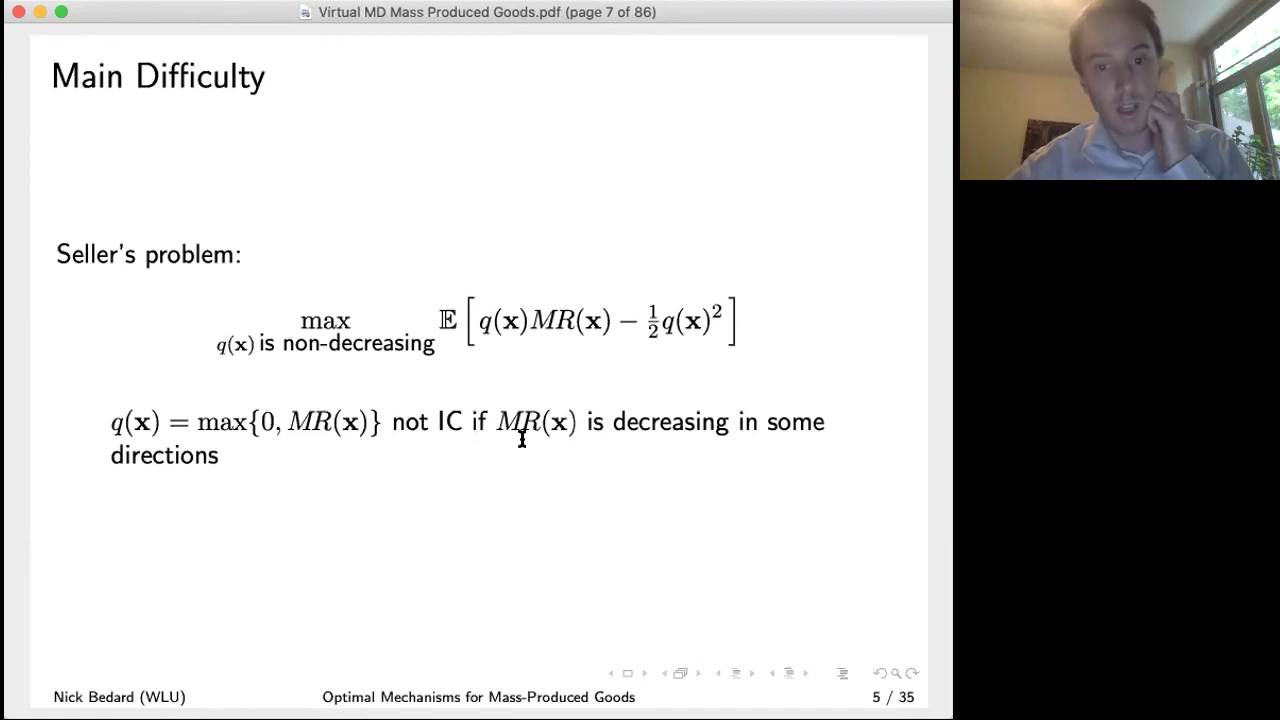 Virtual MD Mass Produced Goods.pdf (page 7 of 86)
Main Difficulty
Seller's problem:
max 𝔼 [ q(𝐱)MR(𝐱) − ½q(𝐱)² ]
q(𝐱) is non-decreasing
q(𝐱) = max{0, MR(𝐱)} not IC if MR(𝐱) is decreasing in some
directions
Nick Bedard (WLU) Optimal Mechanisms for Mass-Produced Goods 5 / 35